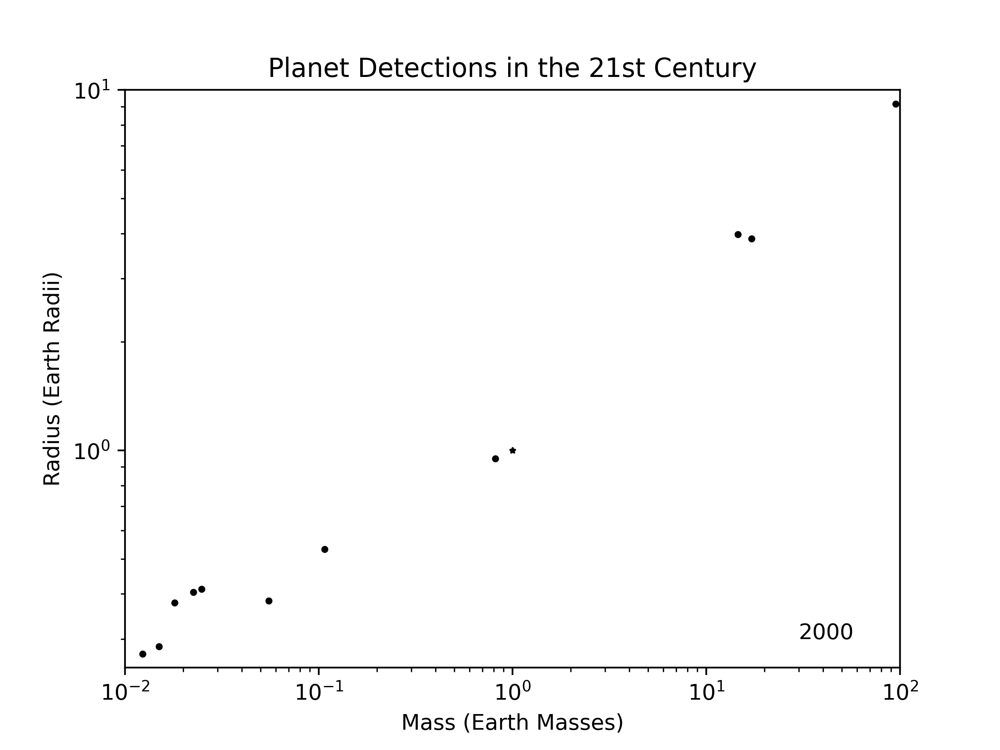 Planet Detections in the 21st Century
10¹
10⁰
Radius (Earth Radii)
2000
10⁻² 10⁻¹ 10⁰ 10¹ 10²
Mass (Earth Masses)